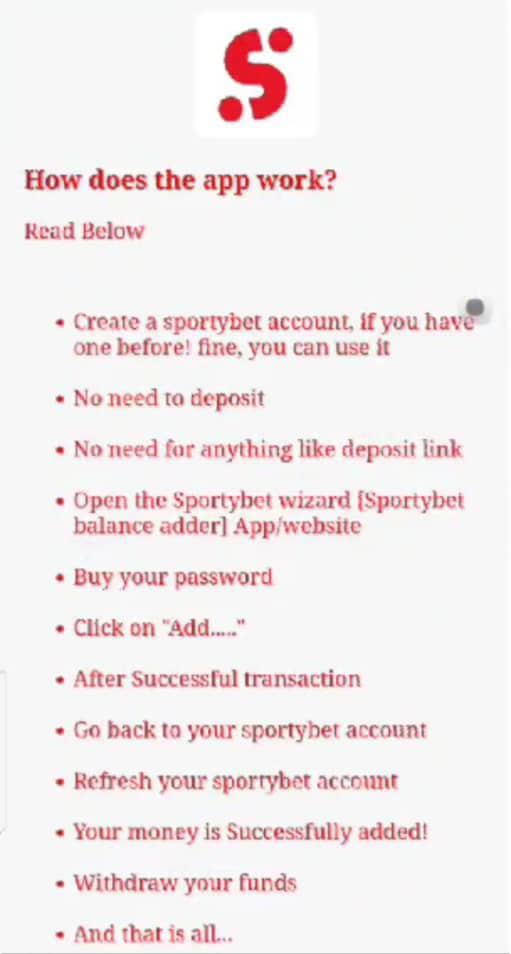 How does the app work?
Read Below
• Create a sportybet account, if you have
one before! fine, you can use it
• No need to deposit
• No need for anything like deposit link
• Open the Sportybet wizard [Sportybet
balance adder] App/website
• Buy your password
• Click on "Add....."
• After Successful transaction
• Go back to your sportybet account
• Refresh your sportybet account
• Your money is Successfully added!
• Withdraw your funds
• And that is all...